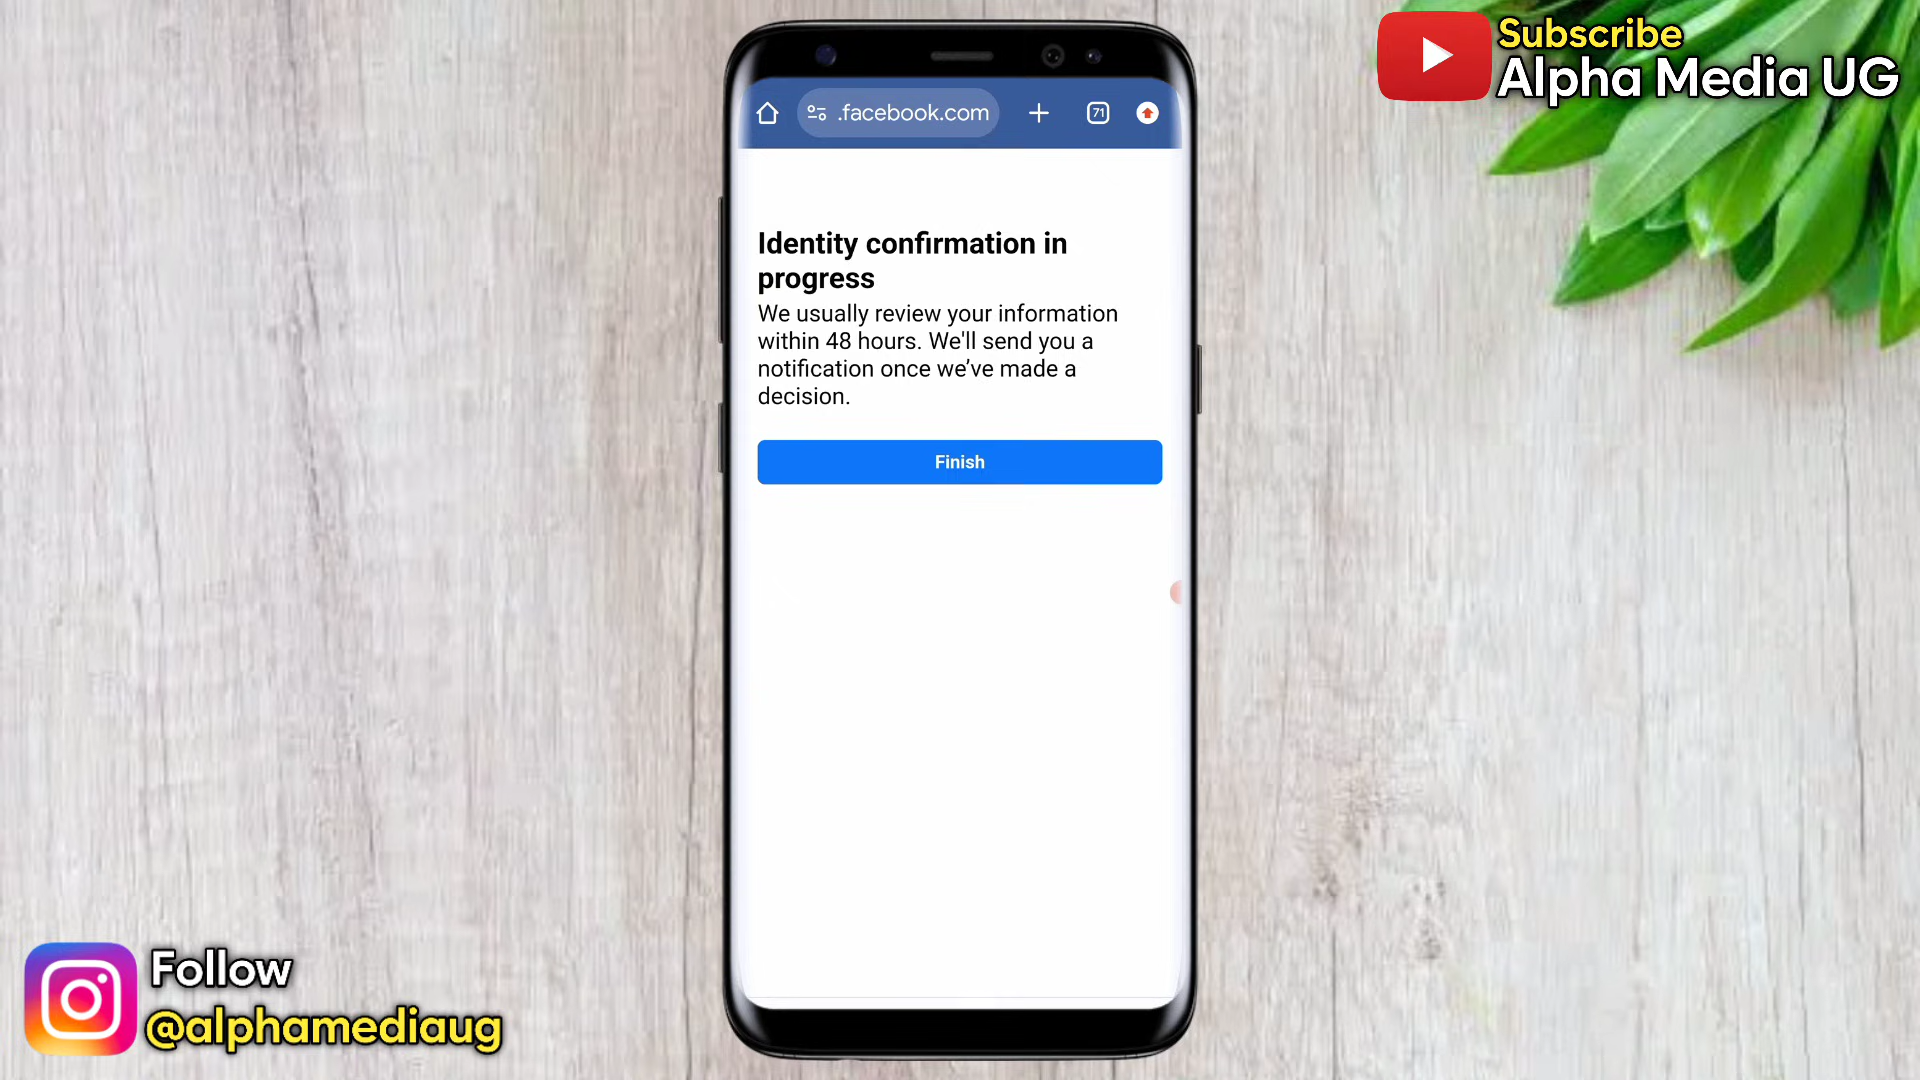 Subscribe
Alpha Media UG
.facebook.com
71
Identity confirmation in
progress
We usually review your information
within 48 hours. We'll send you a
notification once we’ve made a
decision.
Finish
Follow
@alphamediaug